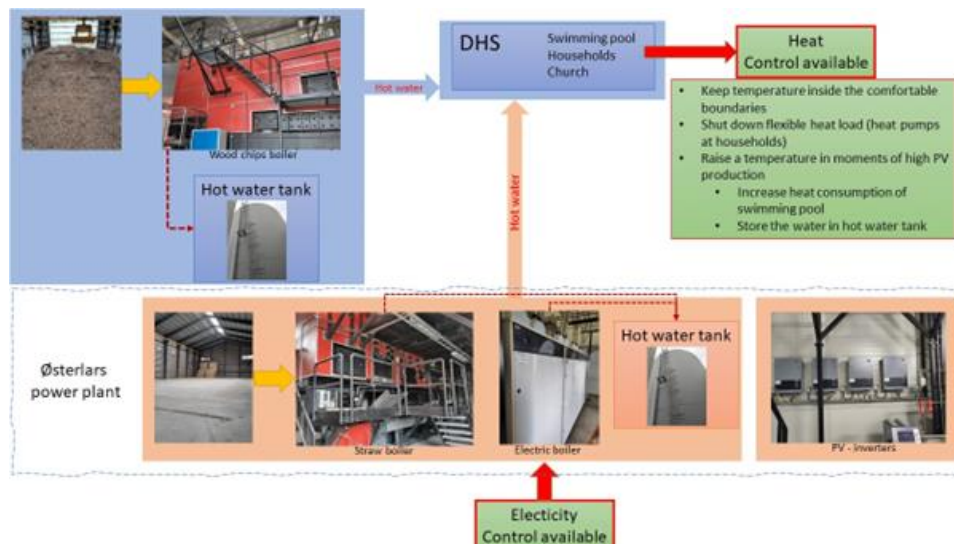 DHS
Swimming pool
Households
Church
Heat
Control available
Hot water
Wood chips boiler
Hot water tank
• Keep temperature inside the comfortable
boundaries
• Shut down flexible heat load (heat pumps
at households)
• Raise a temperature in moments of high PV
production
• Increase heat consumption of
swimming pool
• Store the water in hot water tank
Hot water
Østerlars
power plant
Straw boiler
Electric boiler
Hot water tank
PV - inverters
Electicity
Control available